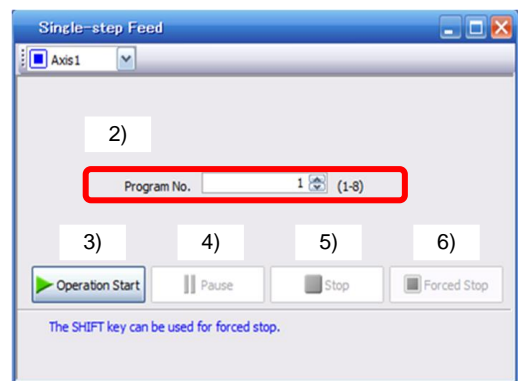 Single-step Feed
Axis1
2)
Program No. 1 (1-8)
3) 4) 5) 6)
Operation Start Pause Stop Forced Stop
The SHIFT key can be used for forced stop.